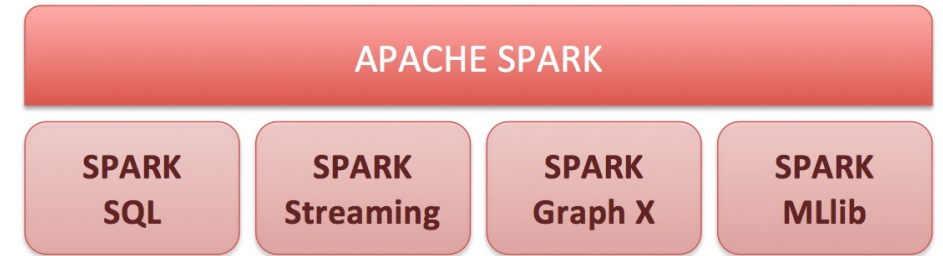 APACHE SPARK
SPARK
SQL
SPARK
Streaming
SPARK
Graph X
SPARK
MLlib